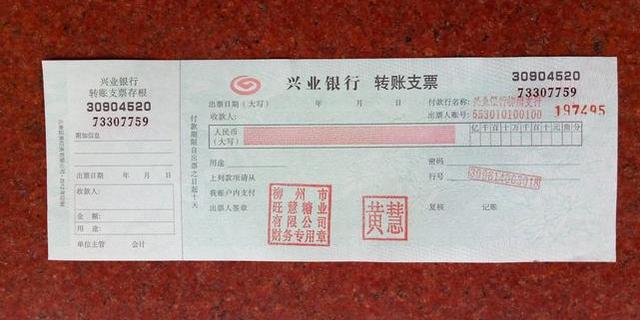 兴业银行
转账支票存根
30904520
73307759
附加信息
出票日期 年 月 日
收款人:
金 额:
用 途:
单位主管 会计
付款期限自出票之日起十天
兴业银行 转账支票
30904520
73307759
出票日期(大写) 年 月 日
付款行名称:
收款人:
出票人账号:
197495
人民币
(大写)
亿千百十万千百十元角分
用途
密码
上列款项请从
行号
我账户内支付
出票人签章
复核 记账
柳州市
旺慧糖业
有限公司
财务专用章
黄慧